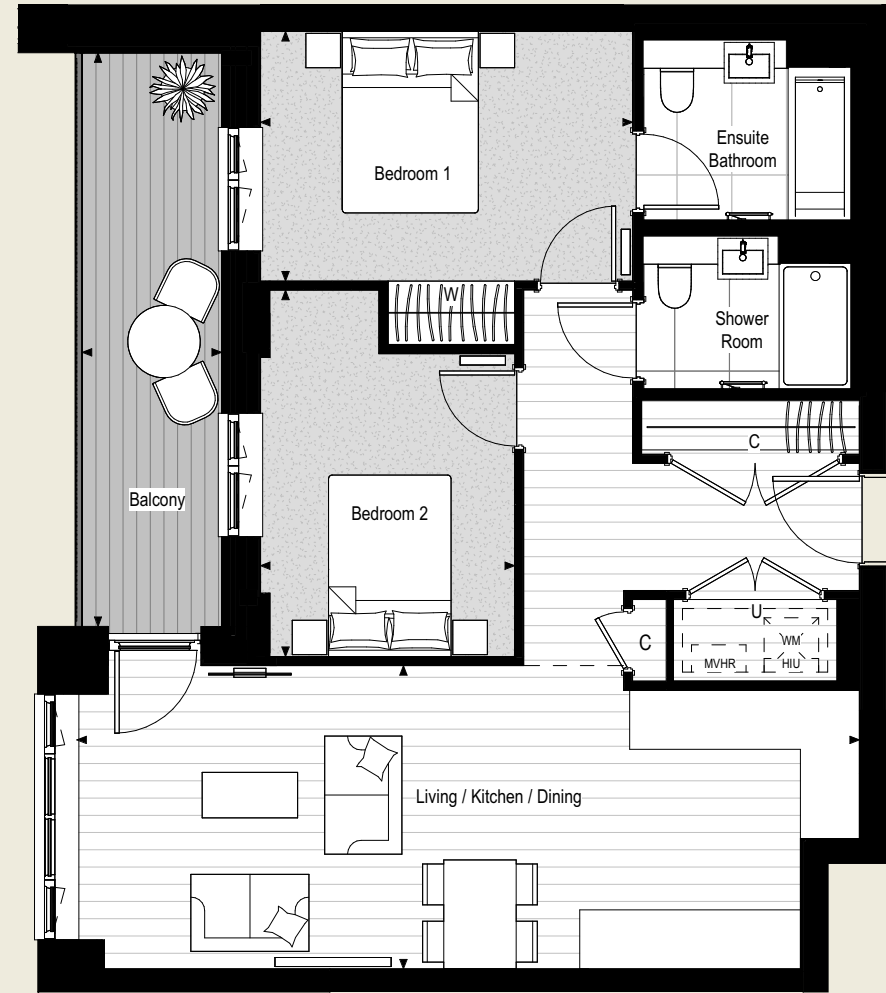 Ensuite
Bathroom
Bedroom 1
W
Shower
Room
C
Balcony
Bedroom 2
U
WM
C
MVHR
HIU
Living / Kitchen / Dining